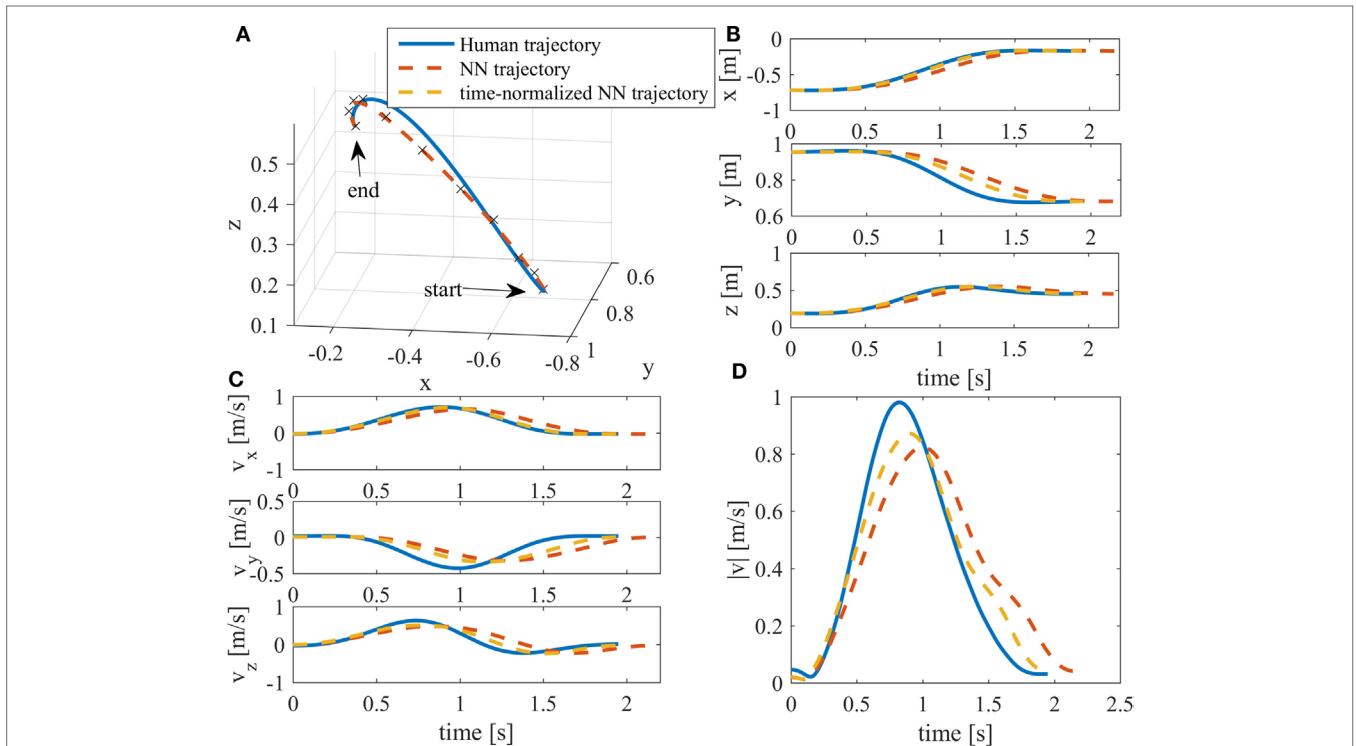 A
Human trajectory
NN trajectory
time-normalized NN trajectory
end
start
z
0.5
0.4
0.3
0.2
0.1
-0.2
-0.4
-0.6
-0.8
x
1
0.8
0.6
y
B
x [m]
0
-0.5
-1
0 0.5 1 1.5 2
y [m]
1
0.8
0.6
0 0.5 1 1.5 2
z [m]
1
0.5
0
0 0.5 1 1.5 2
time [s]
C
v_x [m/s]
1
0
-1
0 0.5 1 1.5 2
v_y [m/s]
0.5
0
-0.5
0 0.5 1 1.5 2
v_z [m/s]
1
0
-1
0 0.5 1 1.5 2
time [s]
D
|v| [m/s]
1
0.8
0.6
0.4
0.2
0
0 0.5 1 1.5 2 2.5
time [s]